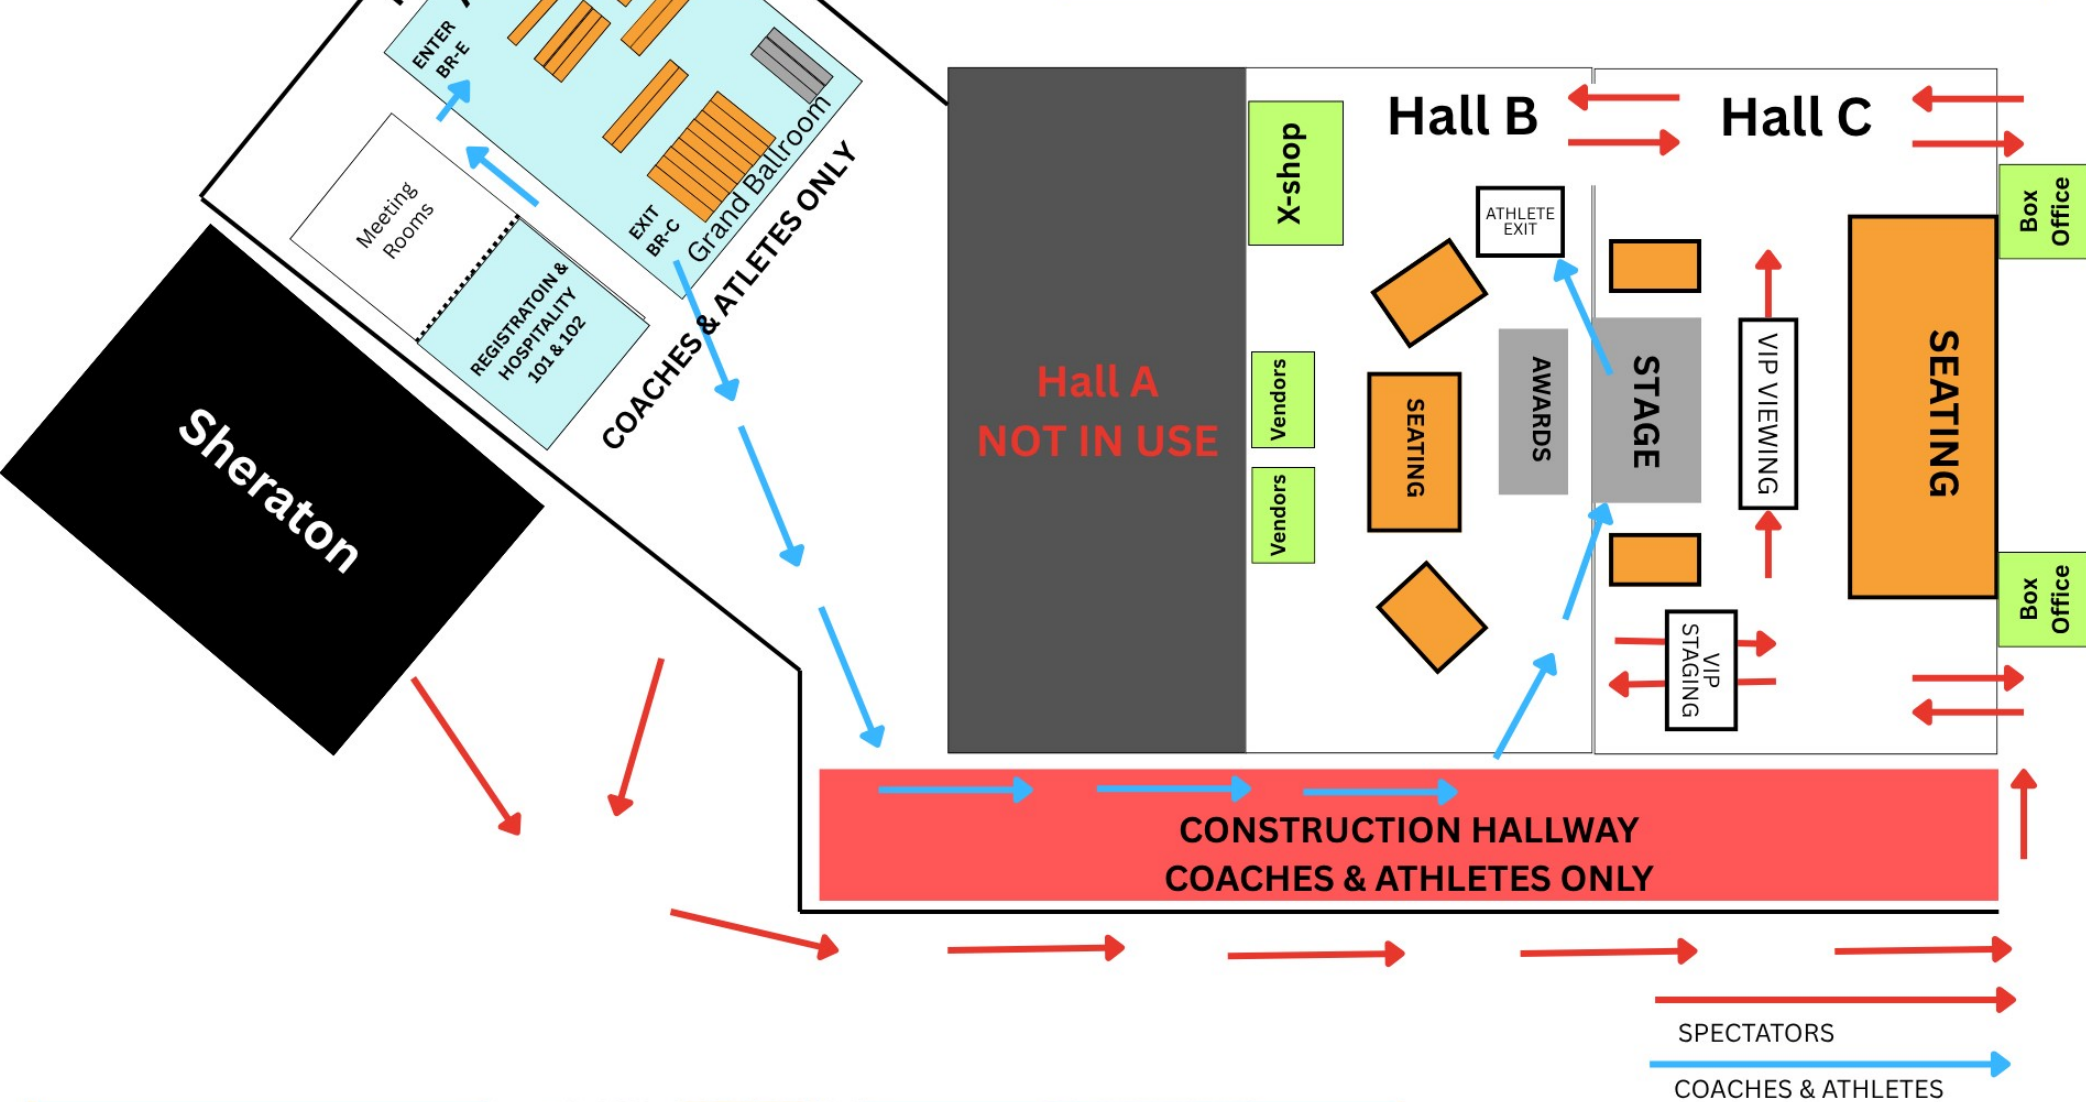 ENTER
BR-E
Meeting
Rooms
REGISTRATOIN &
HOSPITALITY
101 & 102
EXIT
BR-C
Grand Ballroom
COACHES & ATLETES ONLY
Sheraton
Hall A
NOT IN USE
X-shop
Vendors
Vendors
Hall B
ATHLETE
EXIT
SEATING
AWARDS
STAGE
Hall C
VIP VIEWING
VIP
STAGING
SEATING
Box
Office
Box
Office
CONSTRUCTION HALLWAY
COACHES & ATHLETES ONLY
SPECTATORS
COACHES & ATHLETES